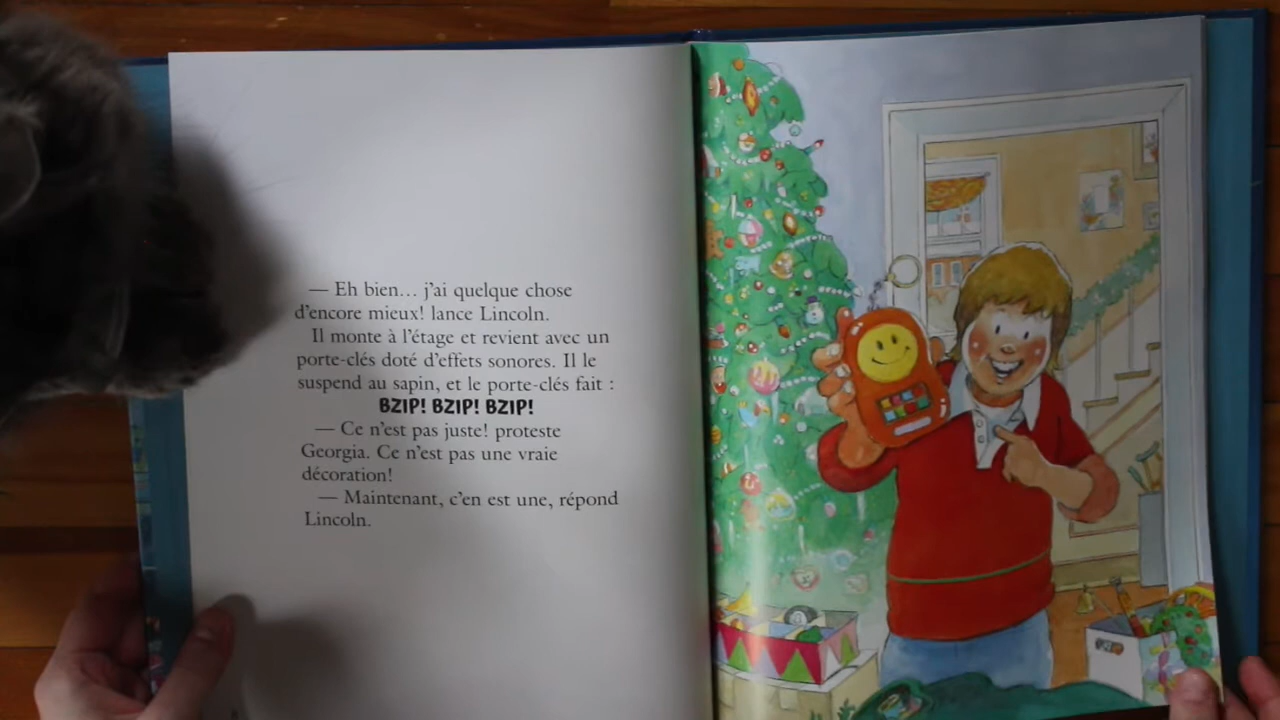 — Eh bien… j'ai quelque chose
d'encore mieux! lance Lincoln.
Il monte à l'étage et revient avec un
porte-clés doté d'effets sonores. Il le
suspend au sapin, et le porte-clés fait :
BZIP! BZIP! BZIP!
— Ce n'est pas juste! proteste
Georgia. Ce n'est pas une vraie
décoration!
— Maintenant, c'en est une, répond
Lincoln.